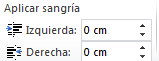 Aplicar sangría
Izquierda: 0 cm
Derecha: 0 cm